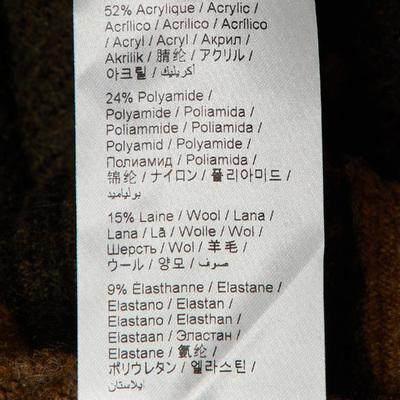 52% Acrylique / Acrylic /
Acrílico / Acrilico / Acrílico
/ Acryl / Acryl / Акрил /
Akrilik / 腈纶 / アクリル /
아크릴 / أكريليك
24% Polyamide /
Polyamide / Poliamida /
Poliammide / Poliamida /
Polyamid / Polyamide /
Полиамид / Poliamida /
锦纶 / ナイロン / 폴리아미드 /
بولياميد
15% Laine / Wool / Lana /
Lana / Lã / Wolle / Wol /
Шерсть / Wol / 羊毛 /
ウール / 양모 / صوف
9% Élasthanne / Elastane /
Elastano / Elastan /
Elastano / Elasthan /
Elastaan / Эластан /
Elastane / 氨纶 /
ポリウレタン / 엘라스틴 /
ايلاستان